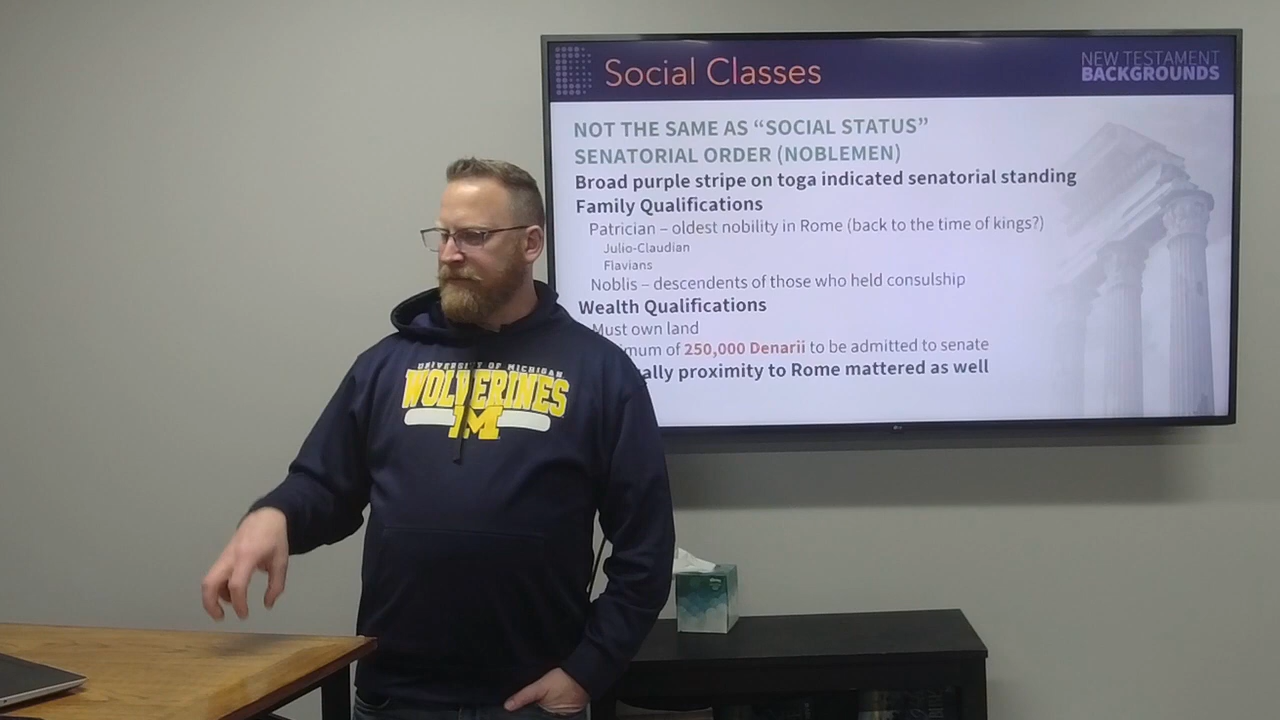 Social Classes
NEW TESTAMENT
BACKGROUNDS
NOT THE SAME AS “SOCIAL STATUS”
SENATORIAL ORDER (NOBLEMEN)
Broad purple stripe on toga indicated senatorial standing
Family Qualifications
Patrician – oldest nobility in Rome (back to the time of kings?)
Julio-Claudian
Flavians
Noblis – descendents of those who held consulship
Wealth Qualifications
Must own land
of 250,000 Denarii to be admitted to senate
proximity to Rome mattered as well
UNIVERSITY OF MICHIGAN
WOLVERINES
M